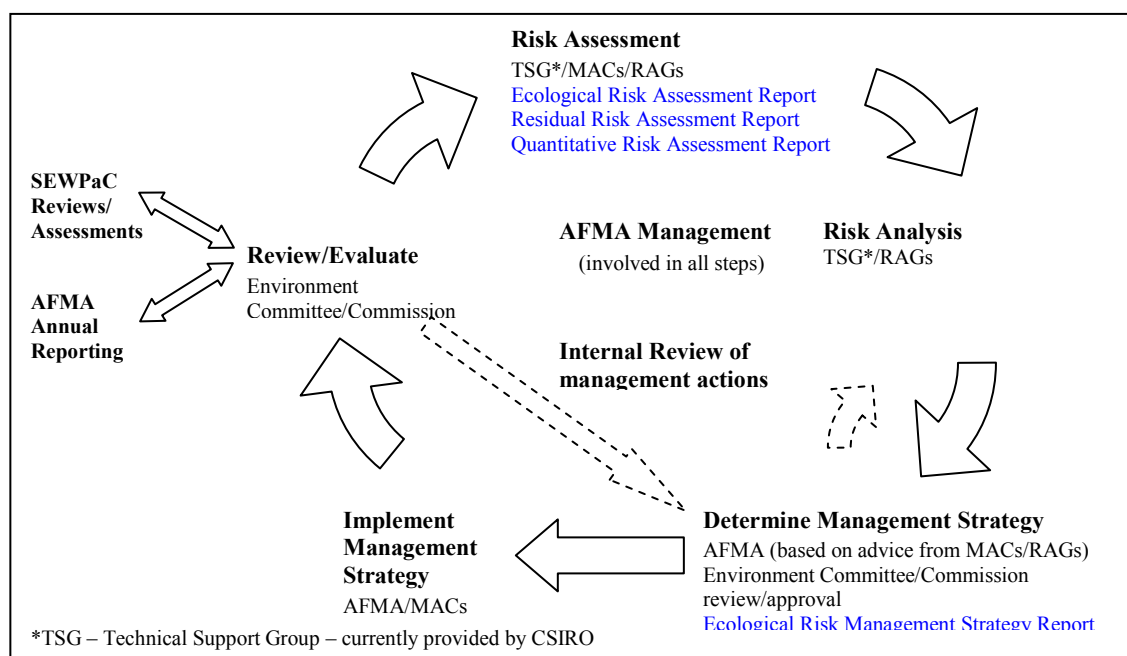 Risk Assessment
TSG*/MACs/RAGs
Ecological Risk Assessment Report
Residual Risk Assessment Report
Quantitative Risk Assessment Report
SEWPaC
Reviews/
Assessments
AFMA
Annual
Reporting
Review/Evaluate
Environment
Committee/Commission
AFMA Management
(involved in all steps)
Risk Analysis
TSG*/RAGs
Internal Review of
management actions
Implement
Management
Strategy
AFMA/MACs
Determine Management Strategy
AFMA (based on advice from MACs/RAGs)
Environment Committee/Commission
review/approval
Ecological Risk Management Strategy Report
*TSG – Technical Support Group – currently provided by CSIRO